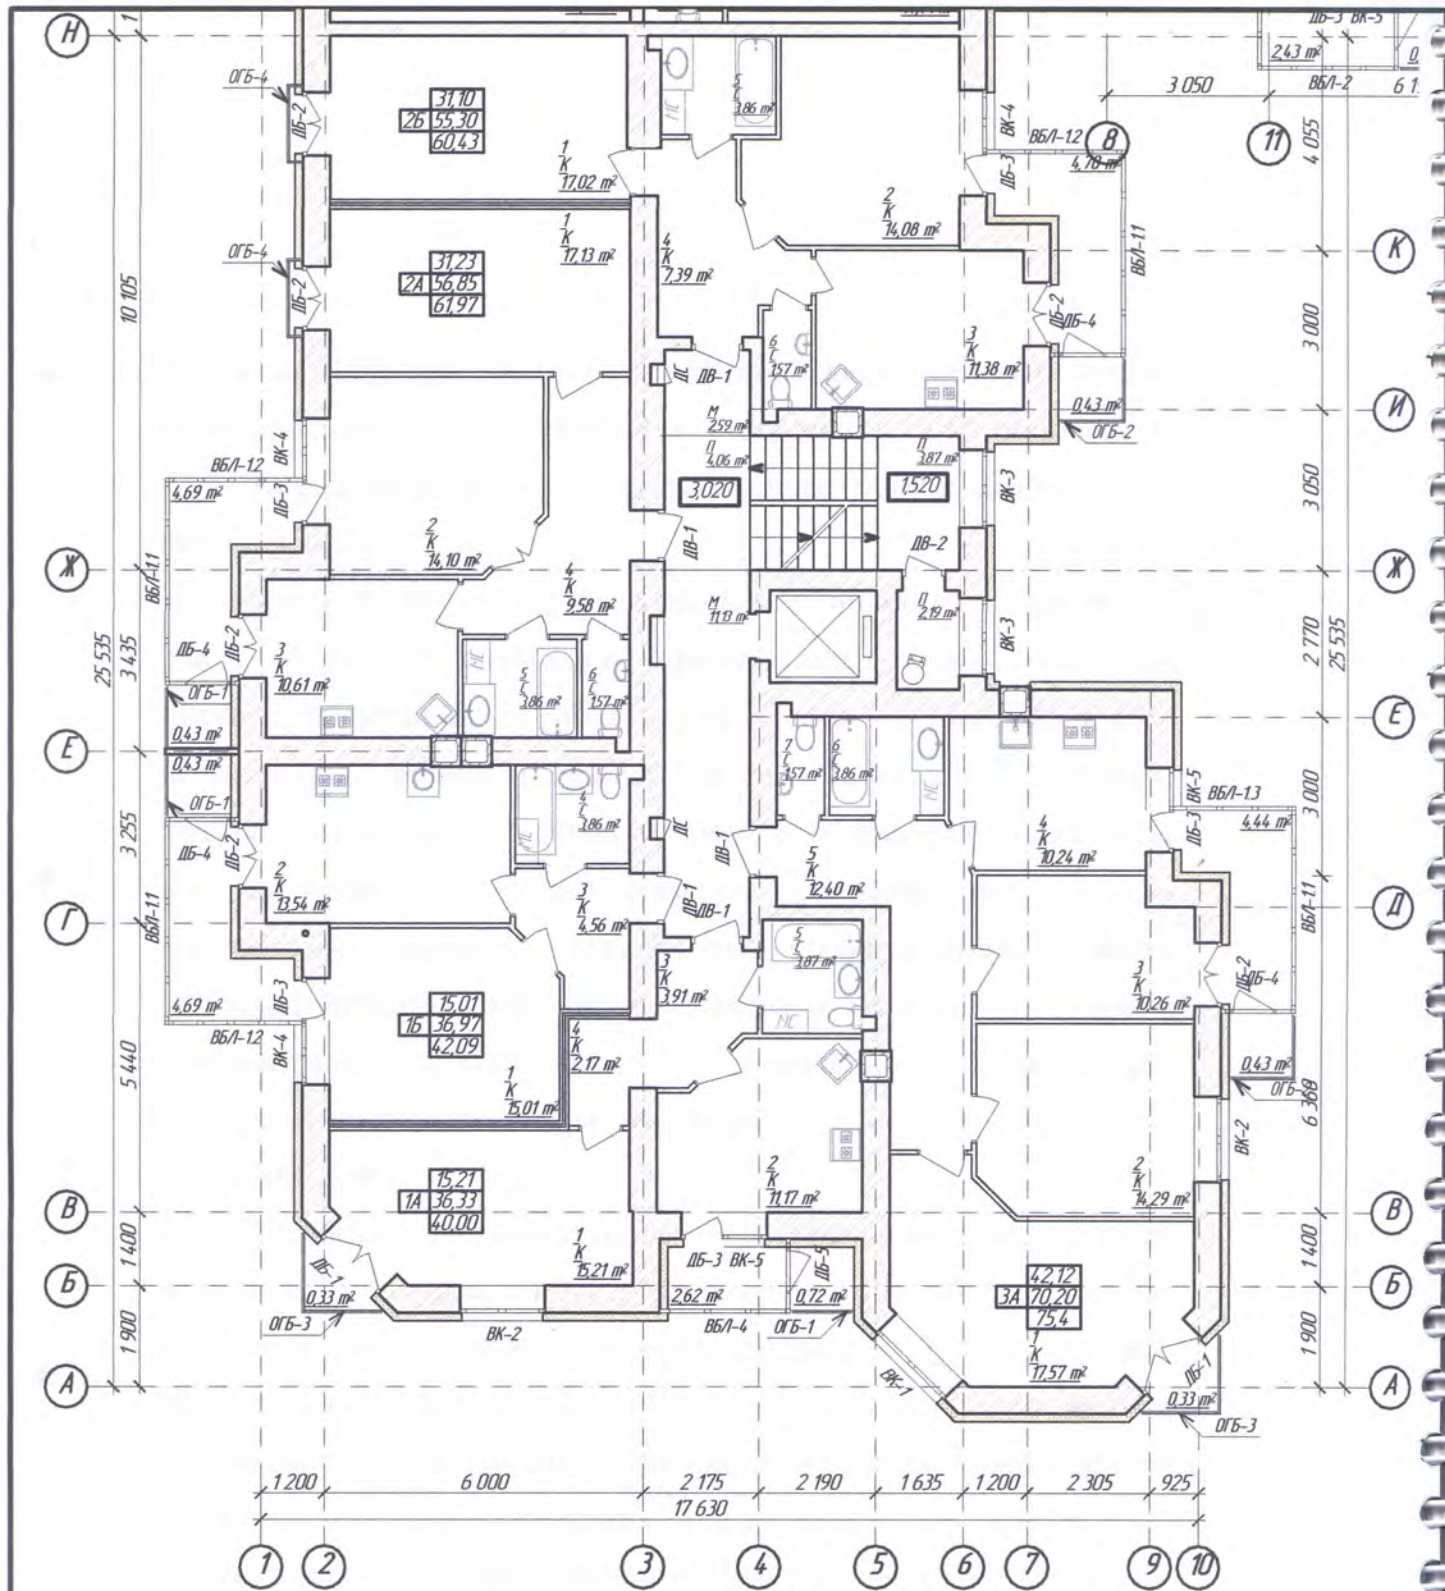 Н
1
ДБ-3 ВК-5
2,43 m²
ВБЛ-2
3 050
8
11
4 055
ОГБ-4
ДБ-2
31,10
2Б 55,30
60,43
1
К
17,02 m²
МС
5
С
3,86 m²
ВК-4
ВБЛ-1.2
ДБ-3
4,70 m²
2
К
14,08 m²
ВБЛ-1.1
К
ОГБ-4
ДБ-2
31,23
2А 56,85
61,97
1
К
17,13 m²
4
К
7,39 m²
10 105
6
С
1,57 m²
3
К
11,38 m²
ДБ-2
ДБ-4
3 000
ДС
ДВ-1
0,43 m²
ОГБ-2
И
М
2,59 m²
П
4,06 m²
П
3,87 m²
3,020
1,520
ВК-3
3 050
ВБЛ-1.2
ВК-4
4,69 m²
ДБ-3
2
К
14,10 m²
ДВ-1
ДВ-2
Ж
Ж
ВБЛ-1.1
4
К
9,58 m²
М
11,13 m²
П
2,19 m²
ВК-3
2 770
25 535
25 535
3 435
ДБ-4
ДБ-2
3
К
10,61 m²
МС
5
С
3,86 m²
6
С
1,57 m²
ОГБ-1
0,43 m²
Е
Е
0,43 m²
ОГБ-1
7
С
1,57 m²
6
С
3,86 m²
МС
ВК-5
ВБЛ-1.3
3 000
3 255
ДБ-4
ДБ-2
МС
4
С
3,86 m²
ДС
ДВ-1
4
К
10,24 m²
ДБ-3
4,44 m²
2
К
13,54 m²
3
К
4,56 m²
ДВ-1
ДВ-1
5
К
12,40 m²
Г
Д
ВБЛ-1.1
ВБЛ-1.1
5
С
3,87 m²
МС
3
К
3,91 m²
3
К
10,26 m²
ДБ-2
ДБ-4
4,69 m²
ДБ-3
ВБЛ-1.2
ВК-4
15,01
1Б 36,97
42,09
4
К
2,17 m²
1
К
15,01 m²
0,43 m²
5 440
6 360
ВК-2
15,21
1А 36,33
40,00
2
К
11,17 m²
2
К
14,29 m²
В
В
1 400
1 400
1
К
15,21 m²
ДБ-3 ВК-5
ДБ-5
42,12
3А 70,20
75,4
Б
Б
ДБ-1
0,33 m²
ОГБ-3
ВК-2
2,62 m²
ВБЛ-4
0,72 m²
ОГБ-1
1
К
17,57 m²
ДБ-1
1 900
1 900
ВК-1
0,33 m²
ОГБ-3
А
А
1 200 6 000 2 175 2 190 1 635 1 200 2 305 925
17 630
1 2 3 4 5 6 7 9 10